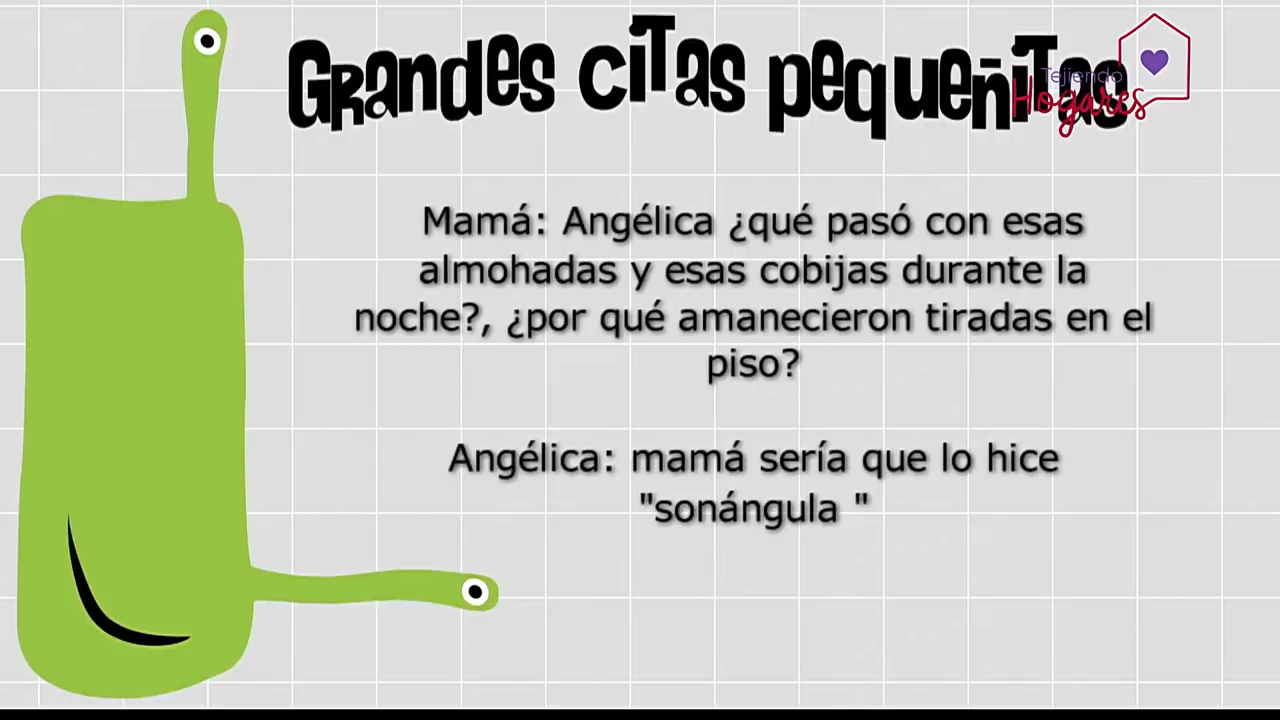 Grandes citas pequeñitas
Tejiendo
Hogares
Mamá: Angélica ¿qué pasó con esas
almohadas y esas cobijas durante la
noche?, ¿por qué amanecieron tiradas en el
piso?
Angélica: mamá sería que lo hice
"sonángula "